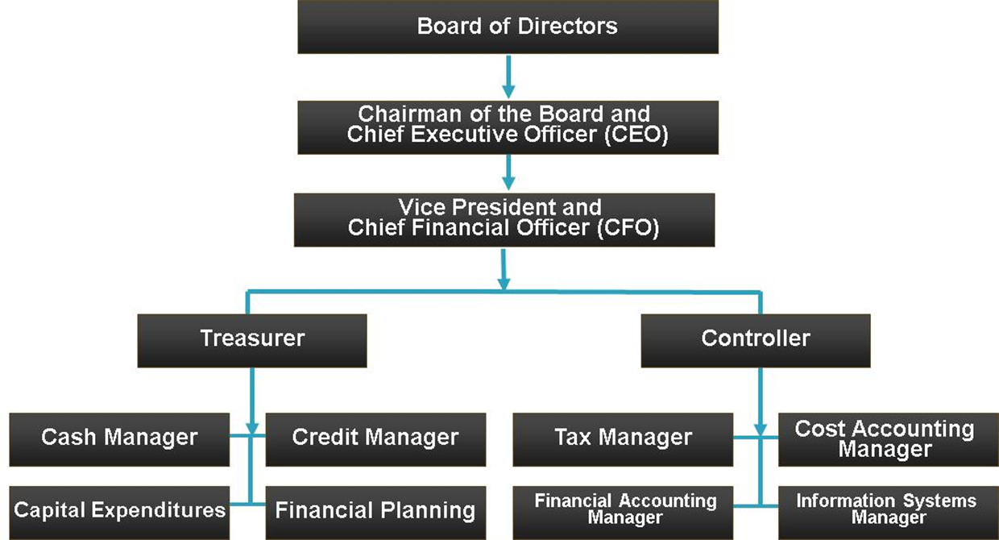 Board of Directors
Chairman of the Board and
Chief Executive Officer (CEO)
Vice President and
Chief Financial Officer (CFO)
Treasurer
Controller
Cash Manager
Credit Manager
Tax Manager
Cost Accounting
Manager
Capital Expenditures
Financial Planning
Financial Accounting
Manager
Information Systems
Manager